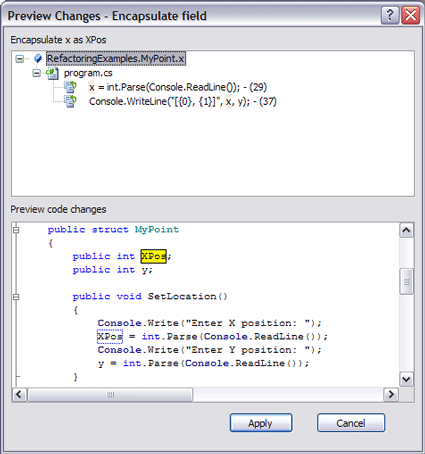 Preview Changes - Encapsulate field
Encapsulate x as XPos
RefactoringExamples.MyPoint.x
program.cs
x = int.Parse(Console.ReadLine()); - (29)
Console.WriteLine("[{0}, {1}]", x, y); - (37)
Preview code changes
public struct MyPoint
{
public int XPos;
public int y;
public void SetLocation()
{
Console.Write("Enter X position: ");
XPos = int.Parse(Console.ReadLine());
Console.Write("Enter Y position: ");
y = int.Parse(Console.ReadLine());
}
Apply
Cancel